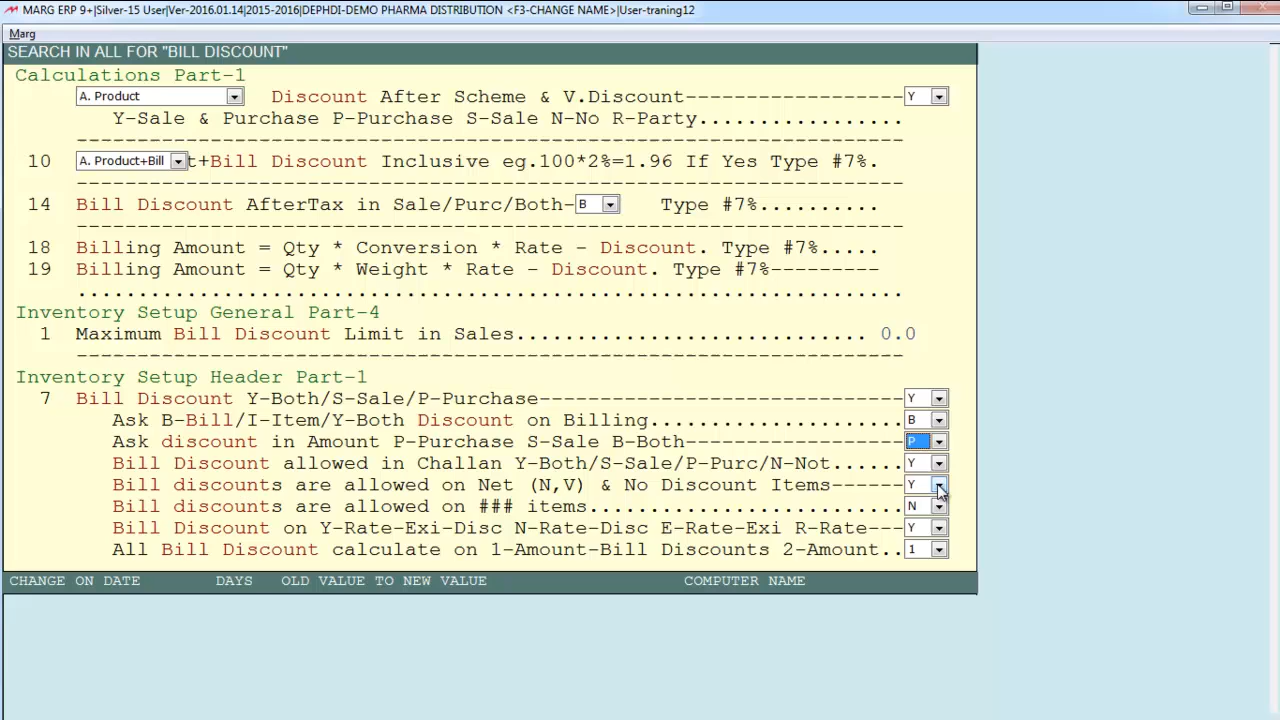 MARG ERP 9+|Silver-15 User|Ver-2016.01.14|2015-2016|DEPHDI-DEMO PHARMA DISTRIBUTION <F3-CHANGE NAME>|User-traning12
Marg
SEARCH IN ALL FOR "BILL DISCOUNT"
Calculations Part-1
A. Product Discount After Scheme & V.Discount------------------ Y
Y-Sale & Purchase P-Purchase S-Sale N-No R-Party.................
--------------------------------------------------------------------
10 A. Product+Bill t+Bill Discount Inclusive eg.100*2%=1.96 If Yes Type #7%.
--------------------------------------------------------------------
14 Bill Discount AfterTax in Sale/Purc/Both- B Type #7%..........
--------------------------------------------------------------------
18 Billing Amount = Qty * Conversion * Rate - Discount. Type #7%.....
19 Billing Amount = Qty * Weight * Rate - Discount. Type #7%---------
....................................................................
Inventory Setup General Part-4
1 Maximum Bill Discount Limit in Sales............................. 0.0
--------------------------------------------------------------------
Inventory Setup Header Part-1
7 Bill Discount Y-Both/S-Sale/P-Purchase------------------------------ Y
Ask B-Bill/I-Item/Y-Both Discount on Billing..................... B
Ask discount in Amount P-Purchase S-Sale B-Both------------------ P
Bill Discount allowed in Challan Y-Both/S-Sale/P-Purc/N-Not...... Y
Bill discounts are allowed on Net (N,V) & No Discount Items------ Y
Bill discounts are allowed on ### items.......................... N
Bill Discount on Y-Rate-Exi-Disc N-Rate-Disc E-Rate-Exi R-Rate--- Y
All Bill Discount calculate on 1-Amount-Bill Discounts 2-Amount.. 1
CHANGE ON DATE DAYS OLD VALUE TO NEW VALUE COMPUTER NAME